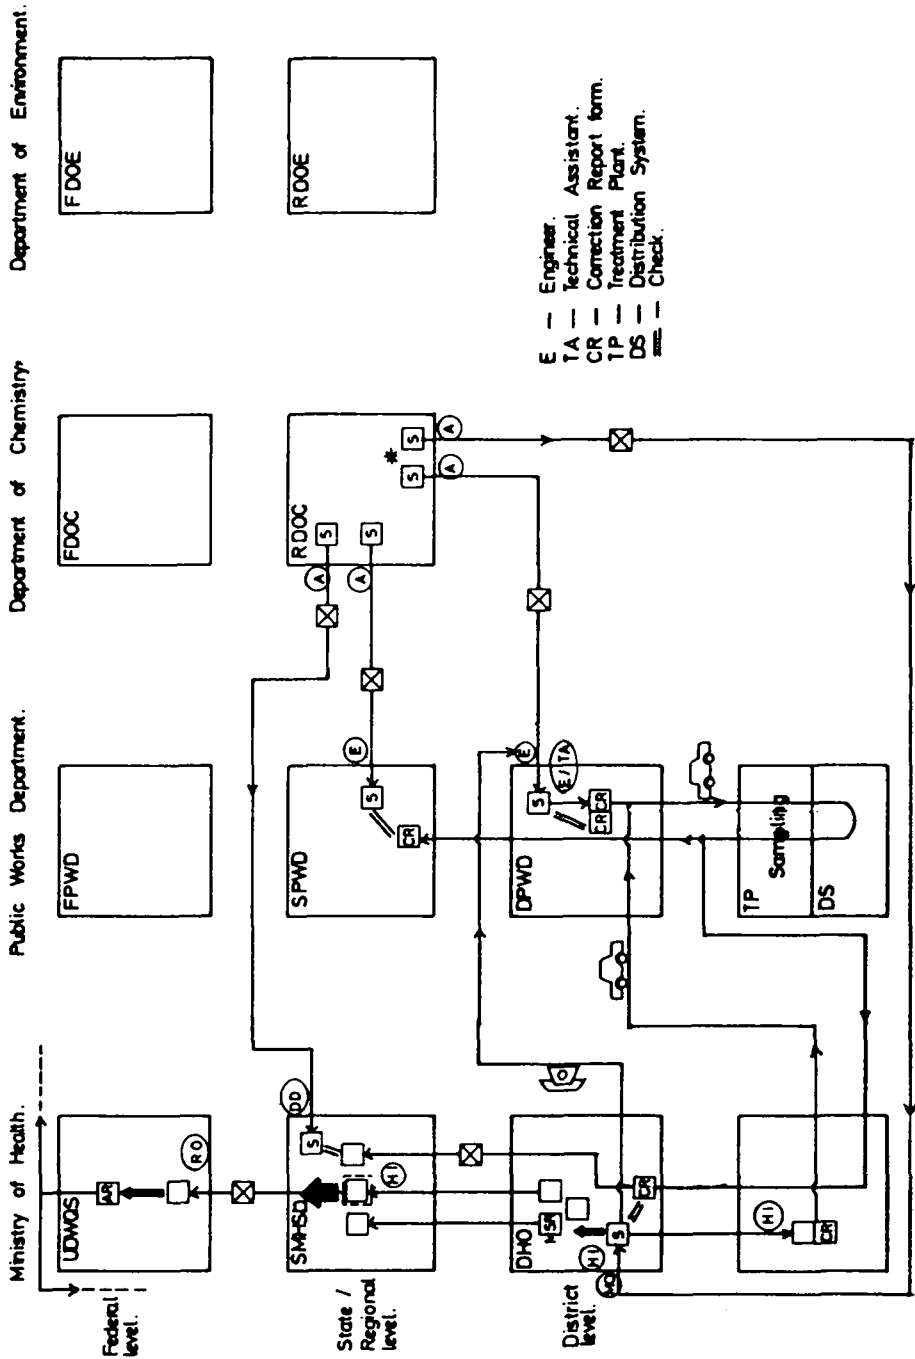 Ministry of Health.
Public Works Department.
Department of Chemistry.
Department of Environment.
Federal
level.
UDWQS
AR
RO
FPWD
FDOC
FDOE
State /
Regional
level.
SMHSD
DD
S
HI
SPWD
E
S
CR
RDOC
A
S
A
S
S
A
S
A
*
RDOE
District
level.
DHO
MSR
S
CR
HI
MO
DPWD
E
E / TA
S
CR
CR
HI
CR
TP
Sampling
DS
E — Engineer.
TA — Technical Assistant.
CR — Correction Report form.
TP — Treatment Plant.
DS — Distribution System.
— Check.